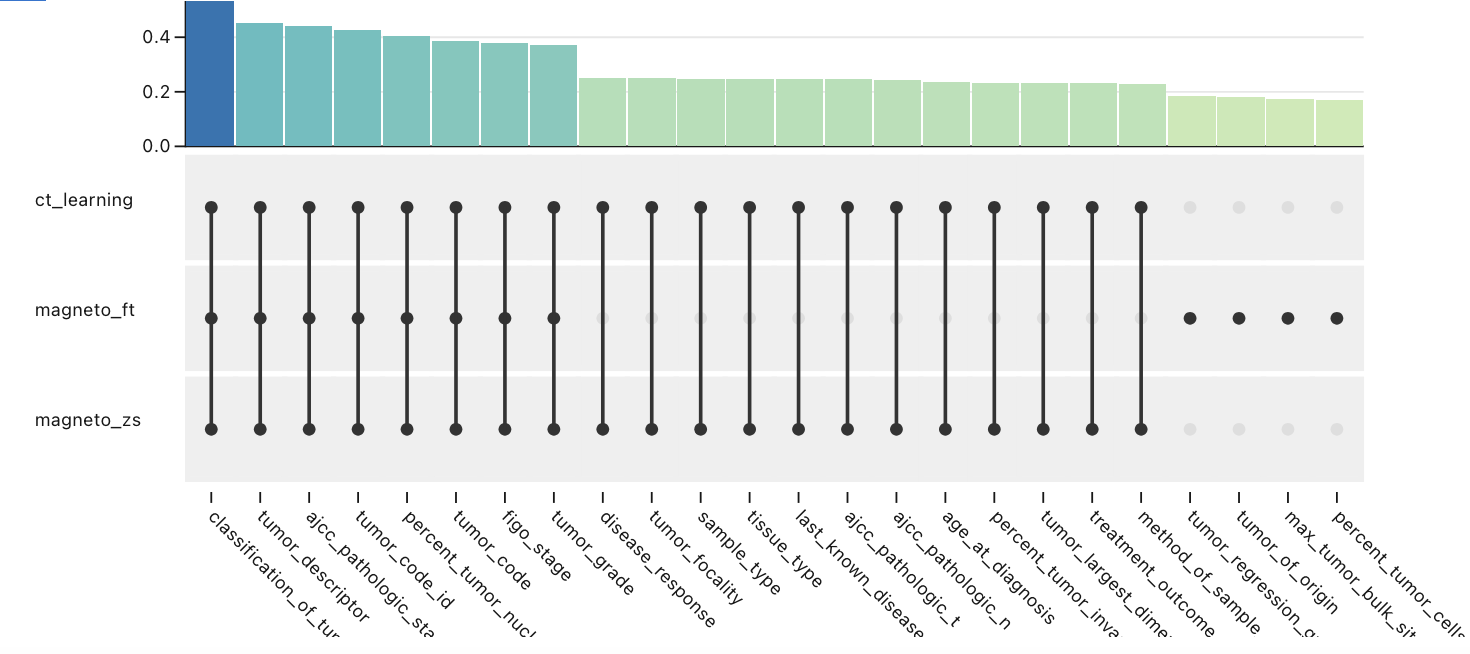 0.4
0.2
0.0
ct_learning
magneto_ft
magneto_zs
classification_of_tur
tumor_descriptor
ajcc_pathologic_sta
tumor_code_id
percent_tumor_nucl
tumor_code
figo_stage
tumor_grade
disease_response
tumor_focality
sample_type
tissue_type
last_known_disease
ajcc_pathologic_t
ajcc_pathologic_n
age_at_diagnosis
percent_tumor_inva
tumor_largest_dime
treatment_outcome
method_of_sample
tumor_regression_gr
tumor_of_origin
max_tumor_bulk_sit
percent_tumor_cells